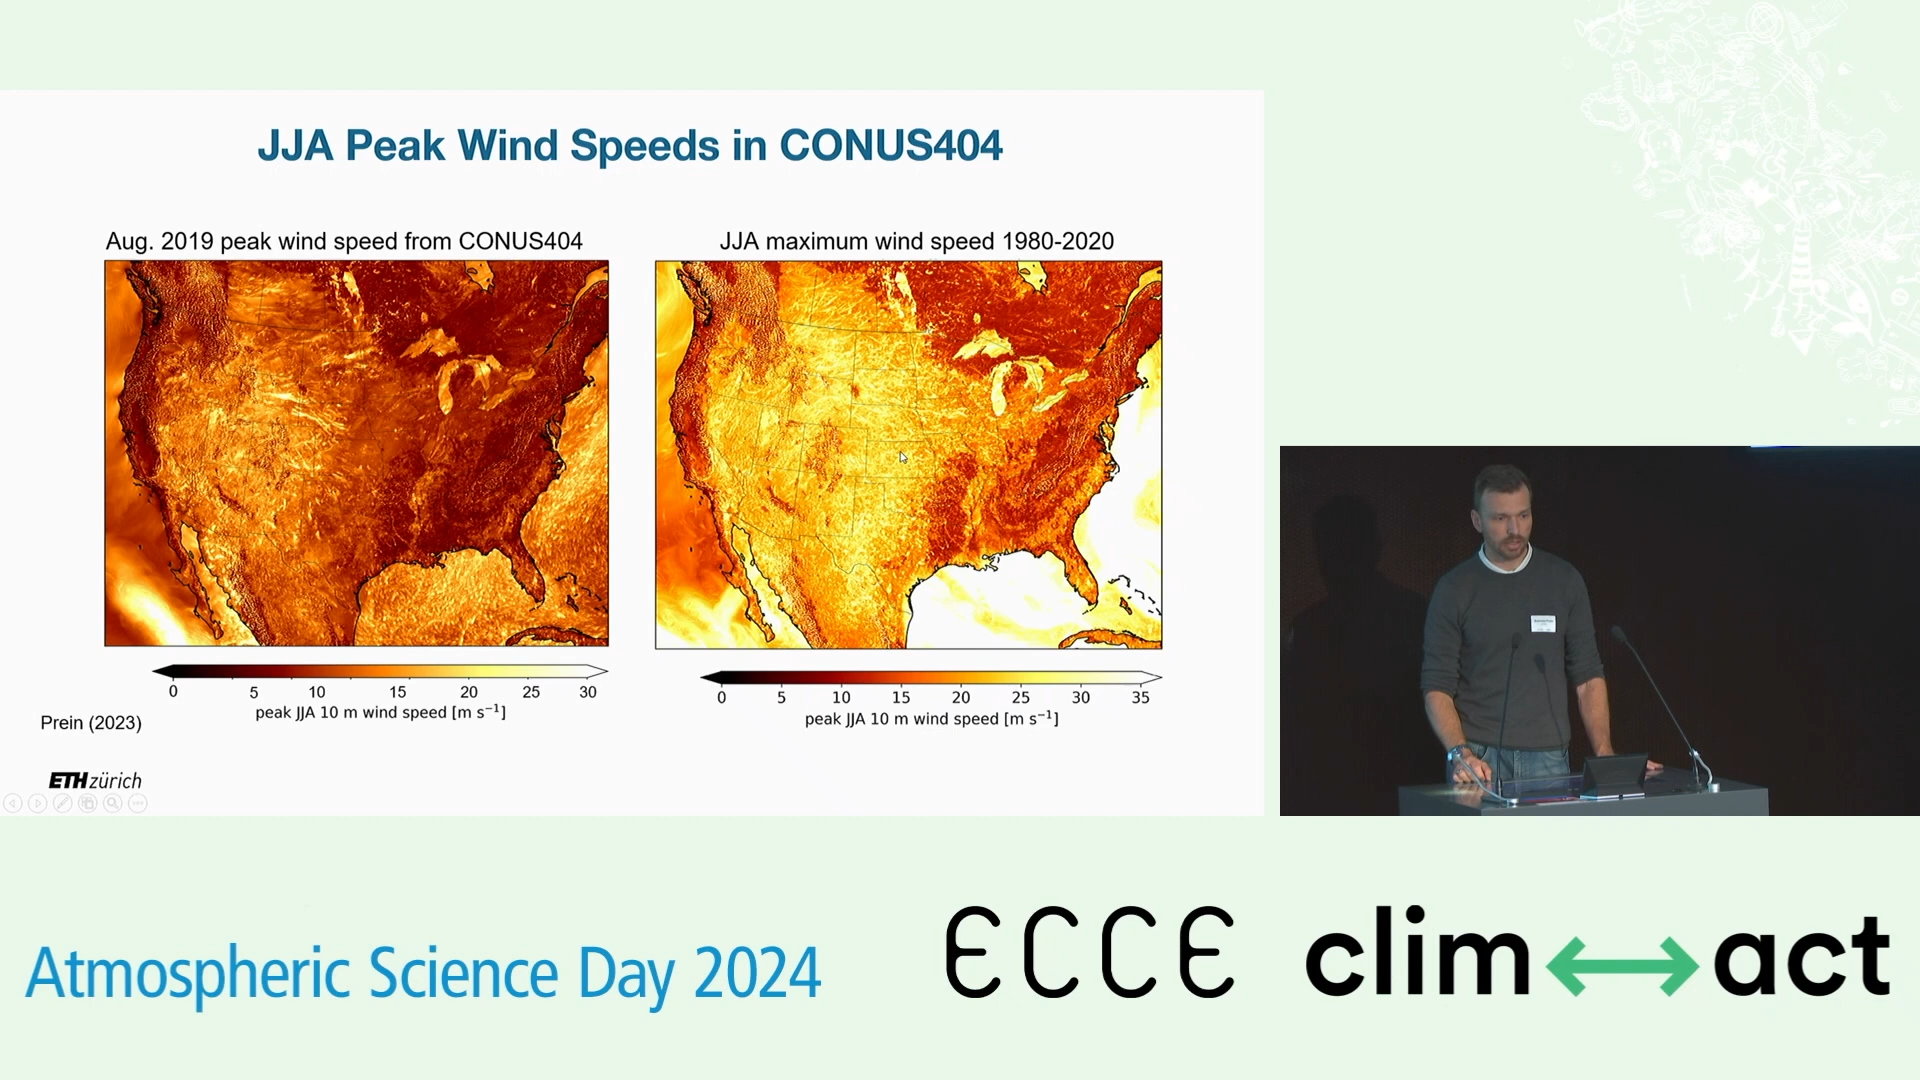 JJA Peak Wind Speeds in CONUS404
Aug. 2019 peak wind speed from CONUS404
JJA maximum wind speed 1980-2020
0 5 10 15 20 25 30
peak JJA 10 m wind speed [m s⁻¹]
0 5 10 15 20 25 30 35
peak JJA 10 m wind speed [m s⁻¹]
Prein (2023)
ETH zürich
Atmospheric Science Day 2024
ECCE
clim↔act